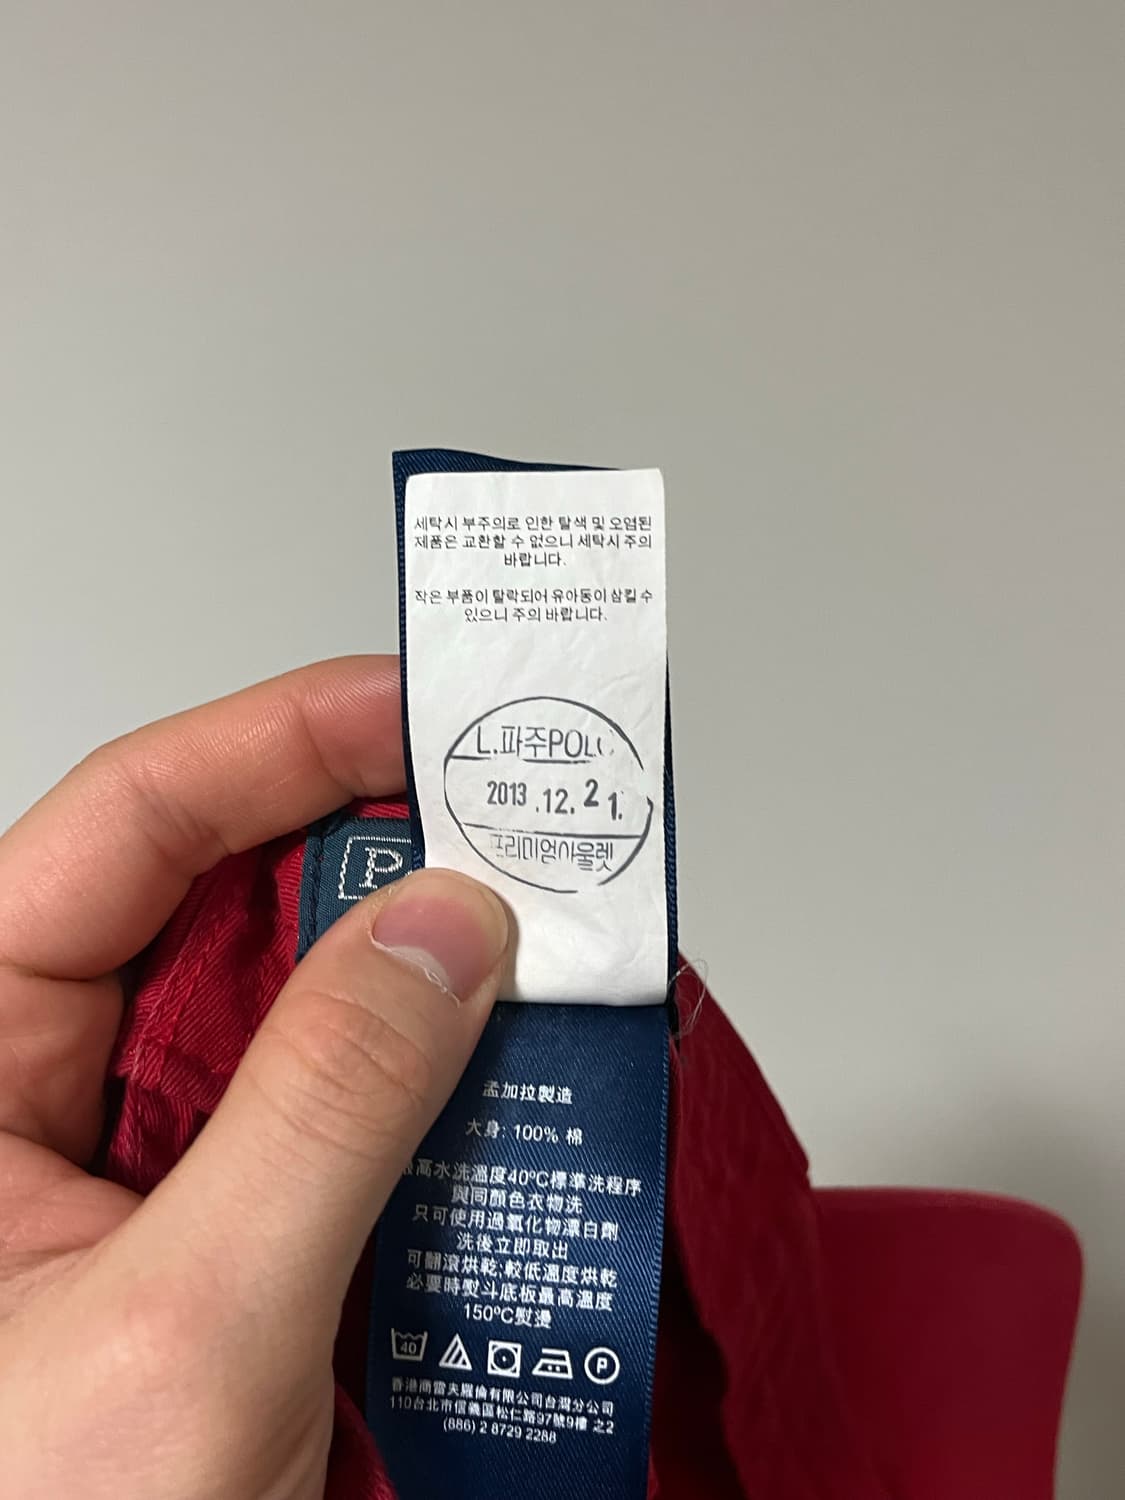 세탁시 부주의로 인한 탈색 및 오염된
제품은 교환할 수 없으니 세탁시 주의
바랍니다.
작은 부품이 탈락되어 유아동이 삼킬 수
있으니 주의 바랍니다.
L.파주POLO
2013.12.21.
프리미엄아울렛
P
孟加拉製造
大身: 100% 棉
最高水洗溫度40ºC標準洗程序
與同顏色衣物洗
只可使用過氧化物漂白劑
洗後立即取出
可翻滾烘乾;較低溫度烘乾
必要時熨斗底板最高溫度
150ºC熨燙
40
P
香港商雷夫羅倫有限公司台灣分公司
110台北市信義區松仁路97號9樓 之2
(886) 2 8729 2288